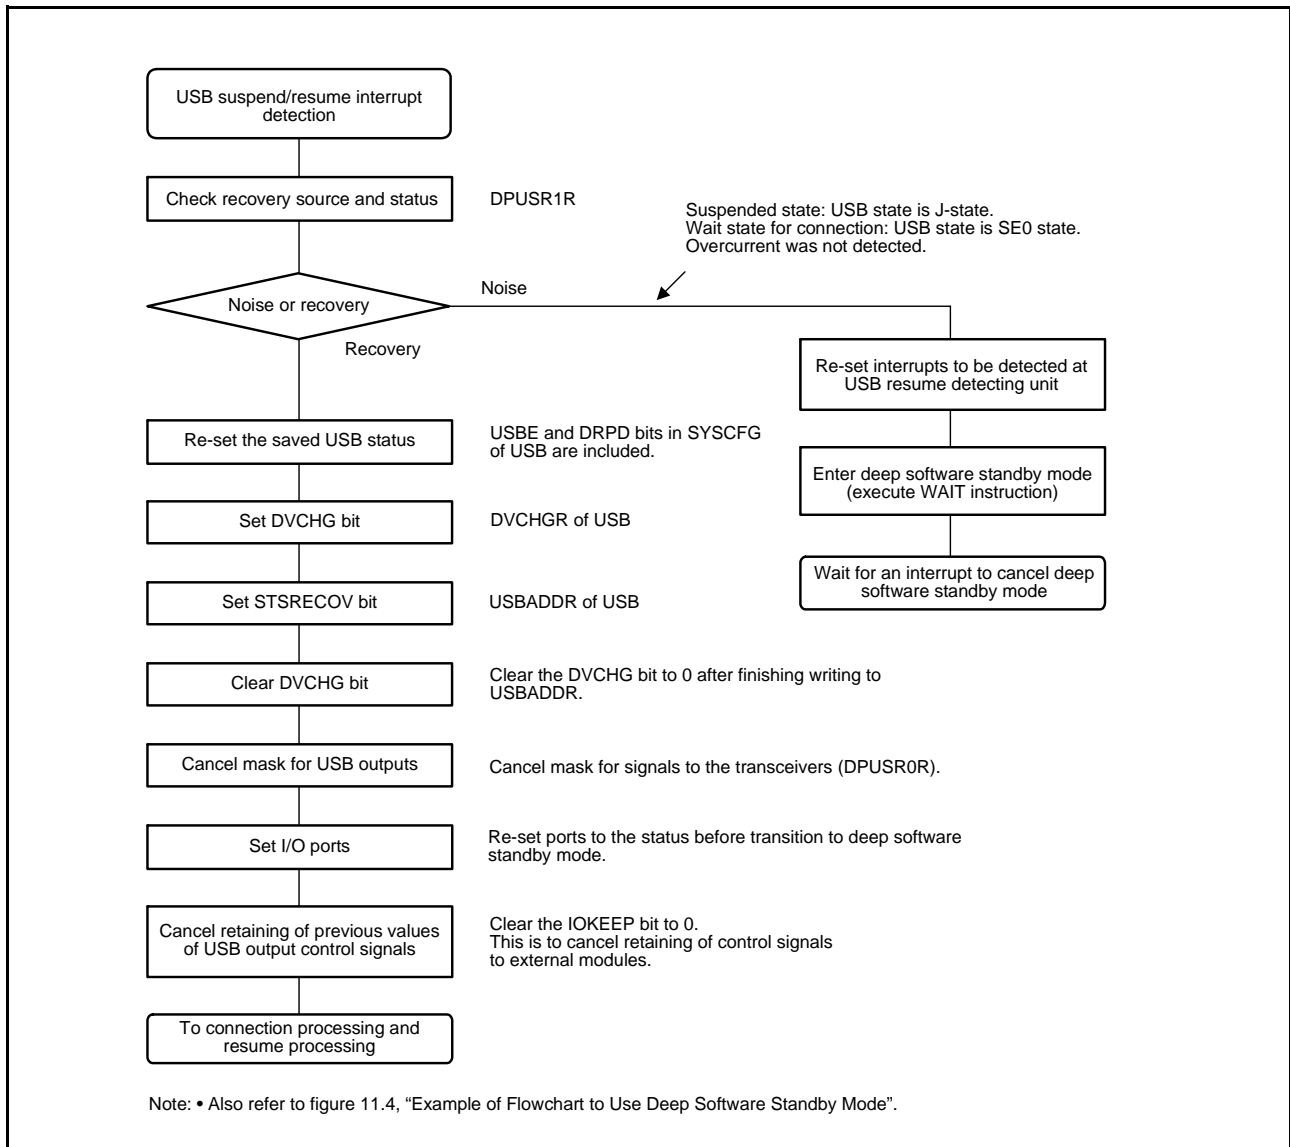 USB suspend/resume interrupt
detection
Check recovery source and status
DPUSR1R
Suspended state: USB state is J-state.
Wait state for connection: USB state is SE0 state.
Overcurrent was not detected.
Noise or recovery
Noise
Recovery
Re-set interrupts to be detected at
USB resume detecting unit
Re-set the saved USB status
USBE and DRPD bits in SYSCFG
of USB are included.
Enter deep software standby mode
(execute WAIT instruction)
Set DVCHG bit
DVCHGR of USB
Wait for an interrupt to cancel deep
software standby mode
Set STSRECOV bit
USBADDR of USB
Clear DVCHG bit
Clear the DVCHG bit to 0 after finishing writing to
USBADDR.
Cancel mask for USB outputs
Cancel mask for signals to the transceivers (DPUSR0R).
Set I/O ports
Re-set ports to the status before transition to deep software
standby mode.
Cancel retaining of previous values
of USB output control signals
Clear the IOKEEP bit to 0.
This is to cancel retaining of control signals
to external modules.
To connection processing and
resume processing
Note: • Also refer to figure 11.4, “Example of Flowchart to Use Deep Software Standby Mode”.